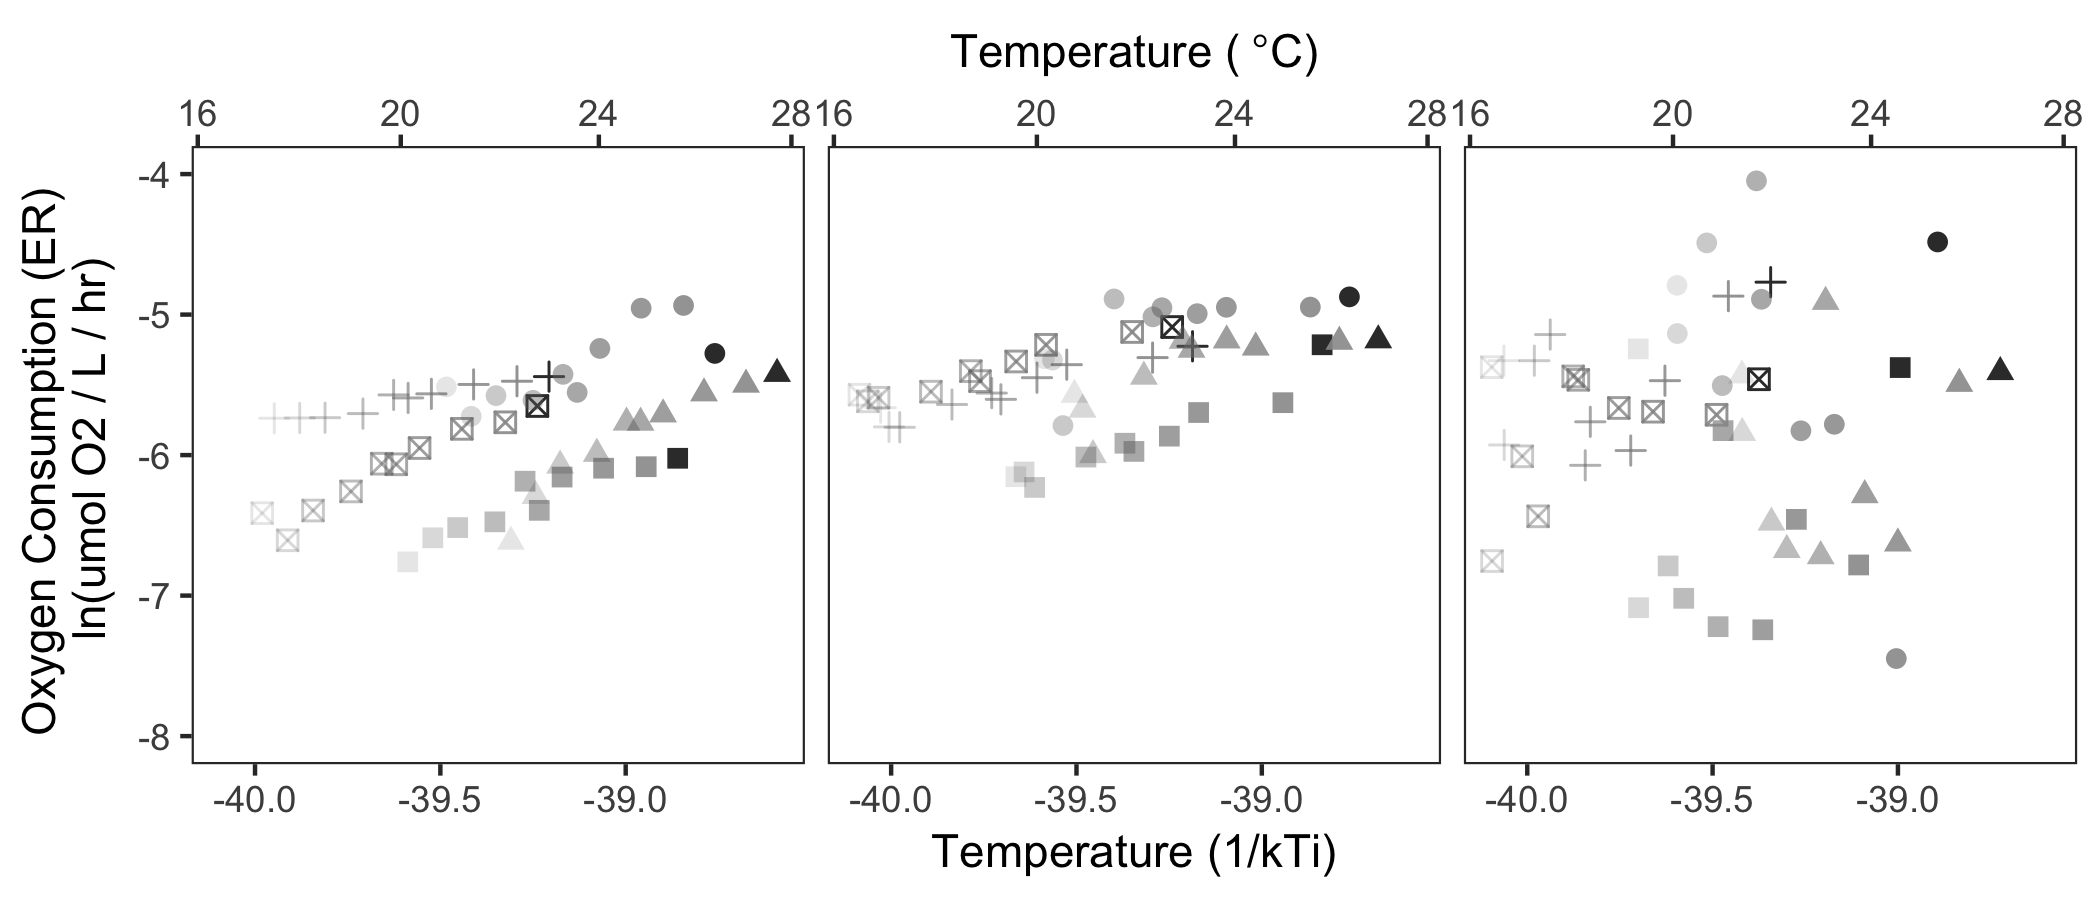 Temperature ( °C)
16 20 24 28 16 20 24 28 16 20 24 28
-4
-5
-6
-7
-8
Oxygen Consumption (ER)
ln(umol O2 / L / hr)
-40.0 -39.5 -39.0 -40.0 -39.5 -39.0 -40.0 -39.5 -39.0
Temperature (1/kTi)